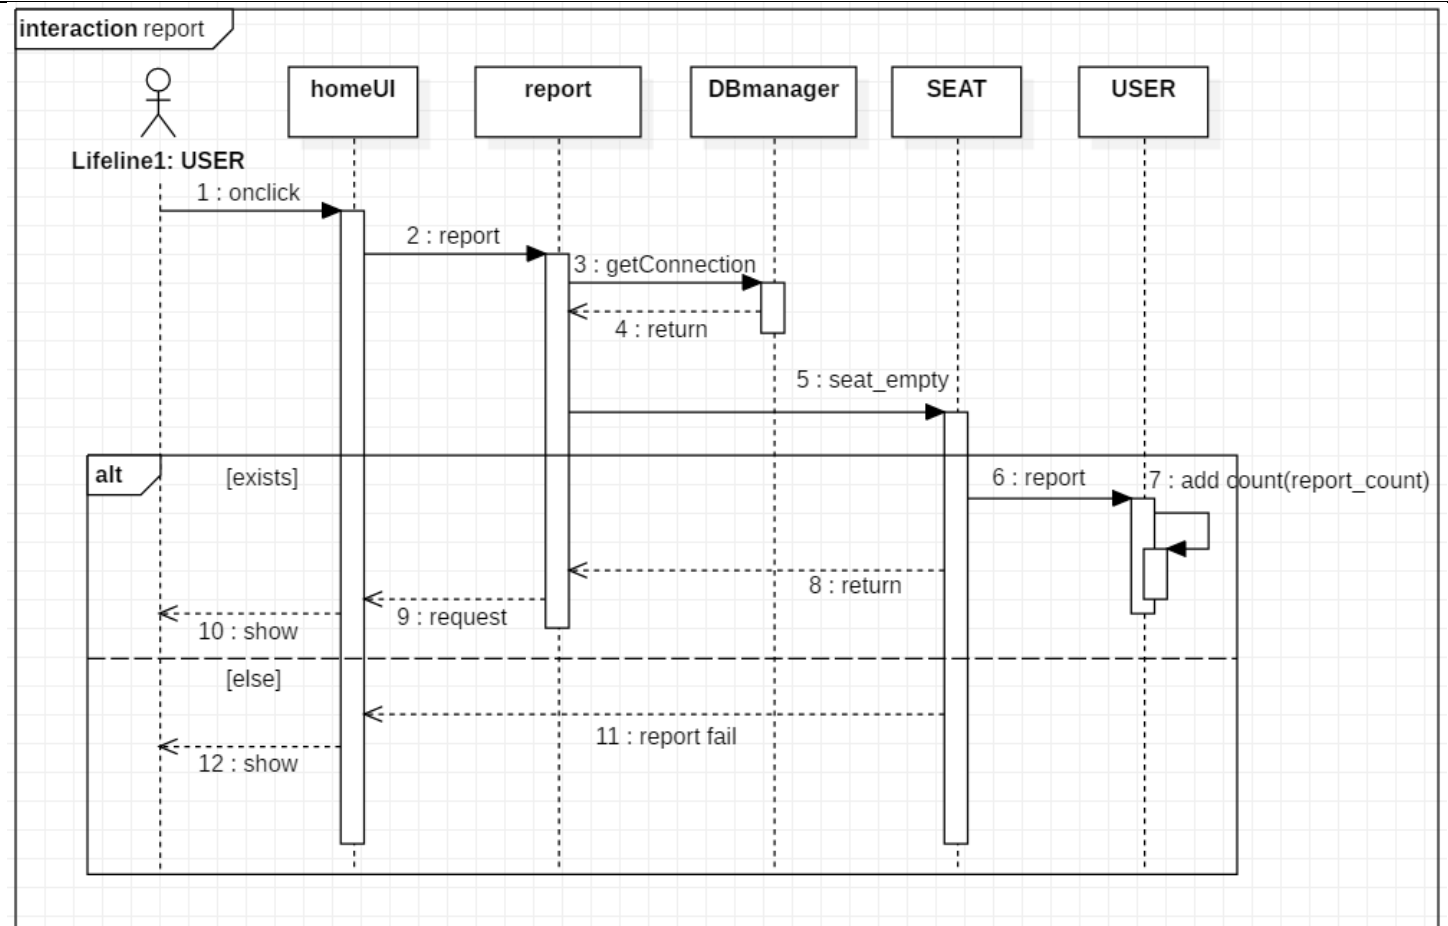 interaction report
homeUI
report
DBmanager
SEAT
USER
Lifeline1: USER
1 : onclick
2 : report
3 : getConnection
4 : return
5 : seat_empty
alt
[exists]
6 : report
7 : add count(report_count)
8 : return
9 : request
10 : show
[else]
11 : report fail
12 : show